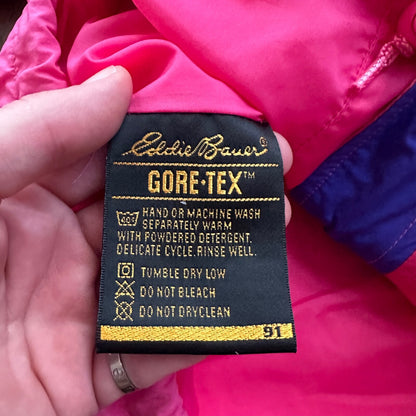 Eddie Bauer®
GORE-TEX™
40°
HAND OR MACHINE WASH
SEPARATELY WARM
WITH POWDERED DETERGENT.
DELICATE CYCLE. RINSE WELL.
TUMBLE DRY LOW
DO NOT BLEACH
DO NOT DRYCLEAN
91